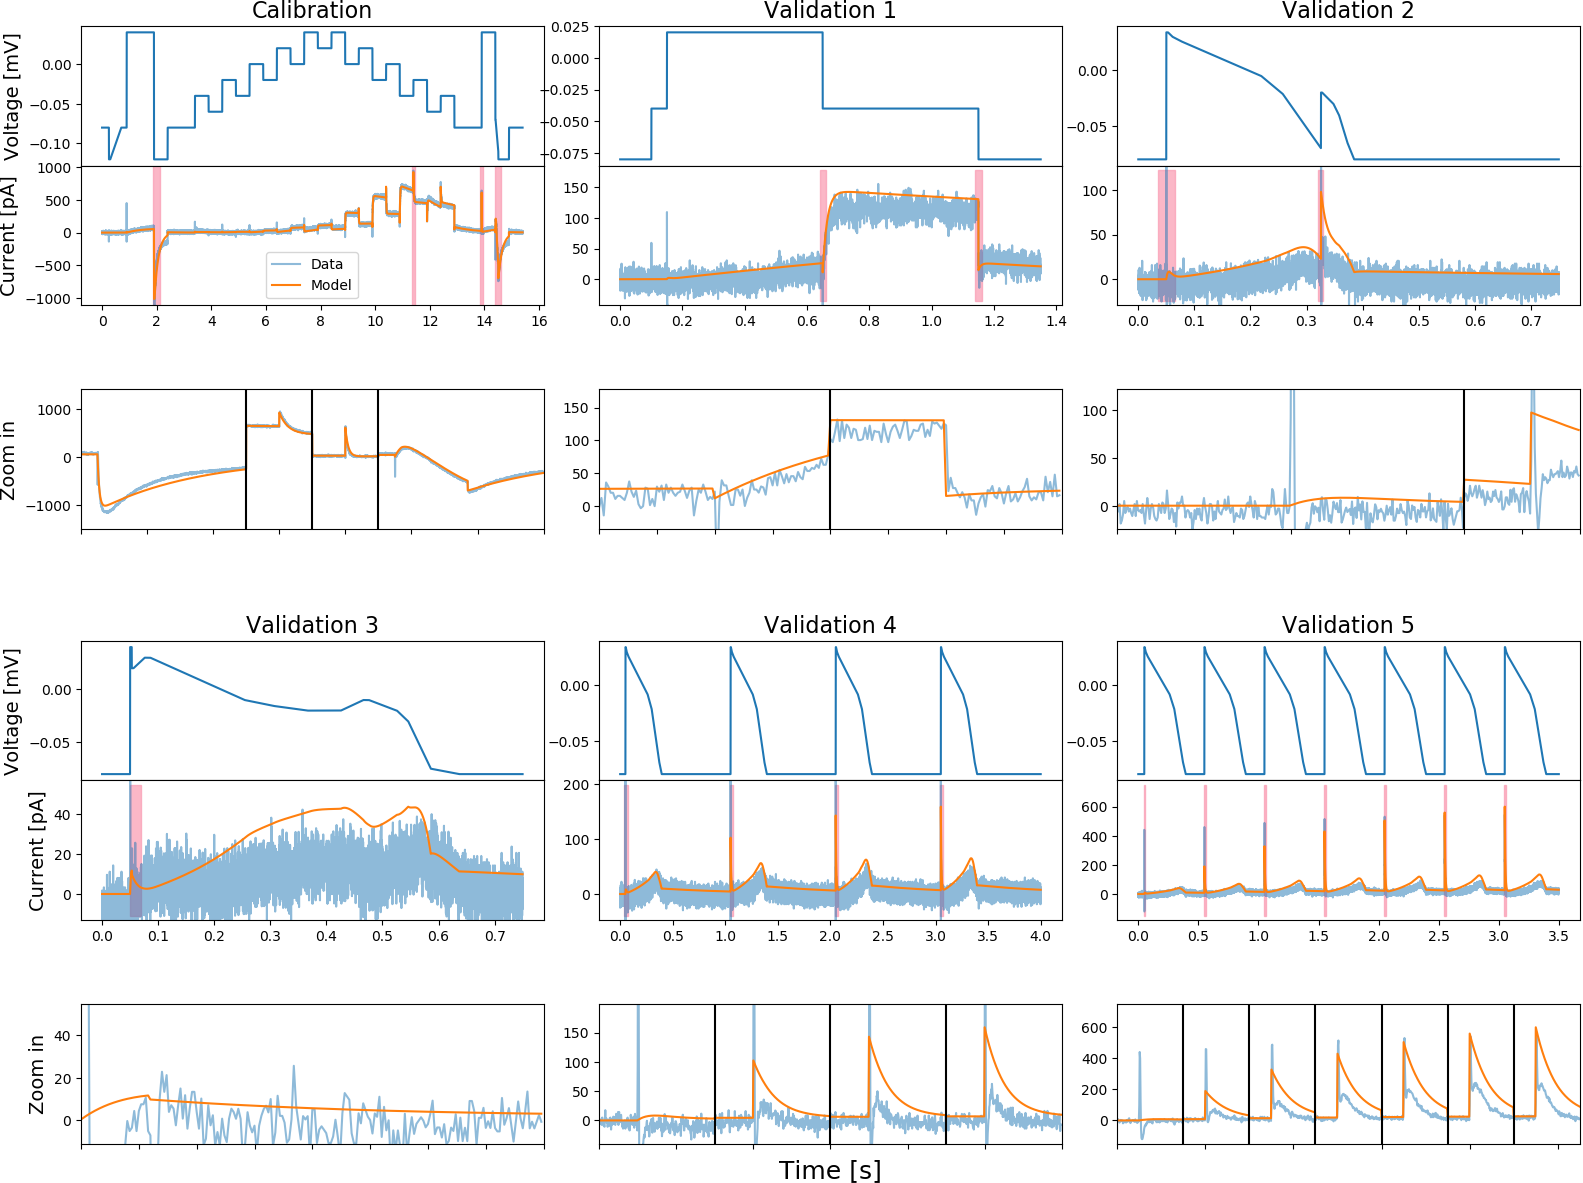 Calibration
Validation 1
Validation 2
Voltage [mV]
0.00
−0.05
−0.10
0.025
0.000
−0.025
−0.050
−0.075
0.00
−0.05
Current [pA]
1000
500
0
−500
−1000
Data
Model
150
100
50
0
100
50
0
0 2 4 6 8 10 12 14 16
0.0 0.2 0.4 0.6 0.8 1.0 1.2 1.4
0.0 0.1 0.2 0.3 0.4 0.5 0.6 0.7
Zoom in
1000
0
−1000
150
100
50
0
100
50
0
Validation 3
Validation 4
Validation 5
Voltage [mV]
0.00
−0.05
0.00
−0.05
0.00
−0.05
Current [pA]
40
20
0
200
100
0
600
400
200
0
0.0 0.1 0.2 0.3 0.4 0.5 0.6 0.7
0.0 0.5 1.0 1.5 2.0 2.5 3.0 3.5 4.0
0.0 0.5 1.0 1.5 2.0 2.5 3.0 3.5
Zoom in
40
20
0
150
100
50
0
600
400
200
0
Time [s]